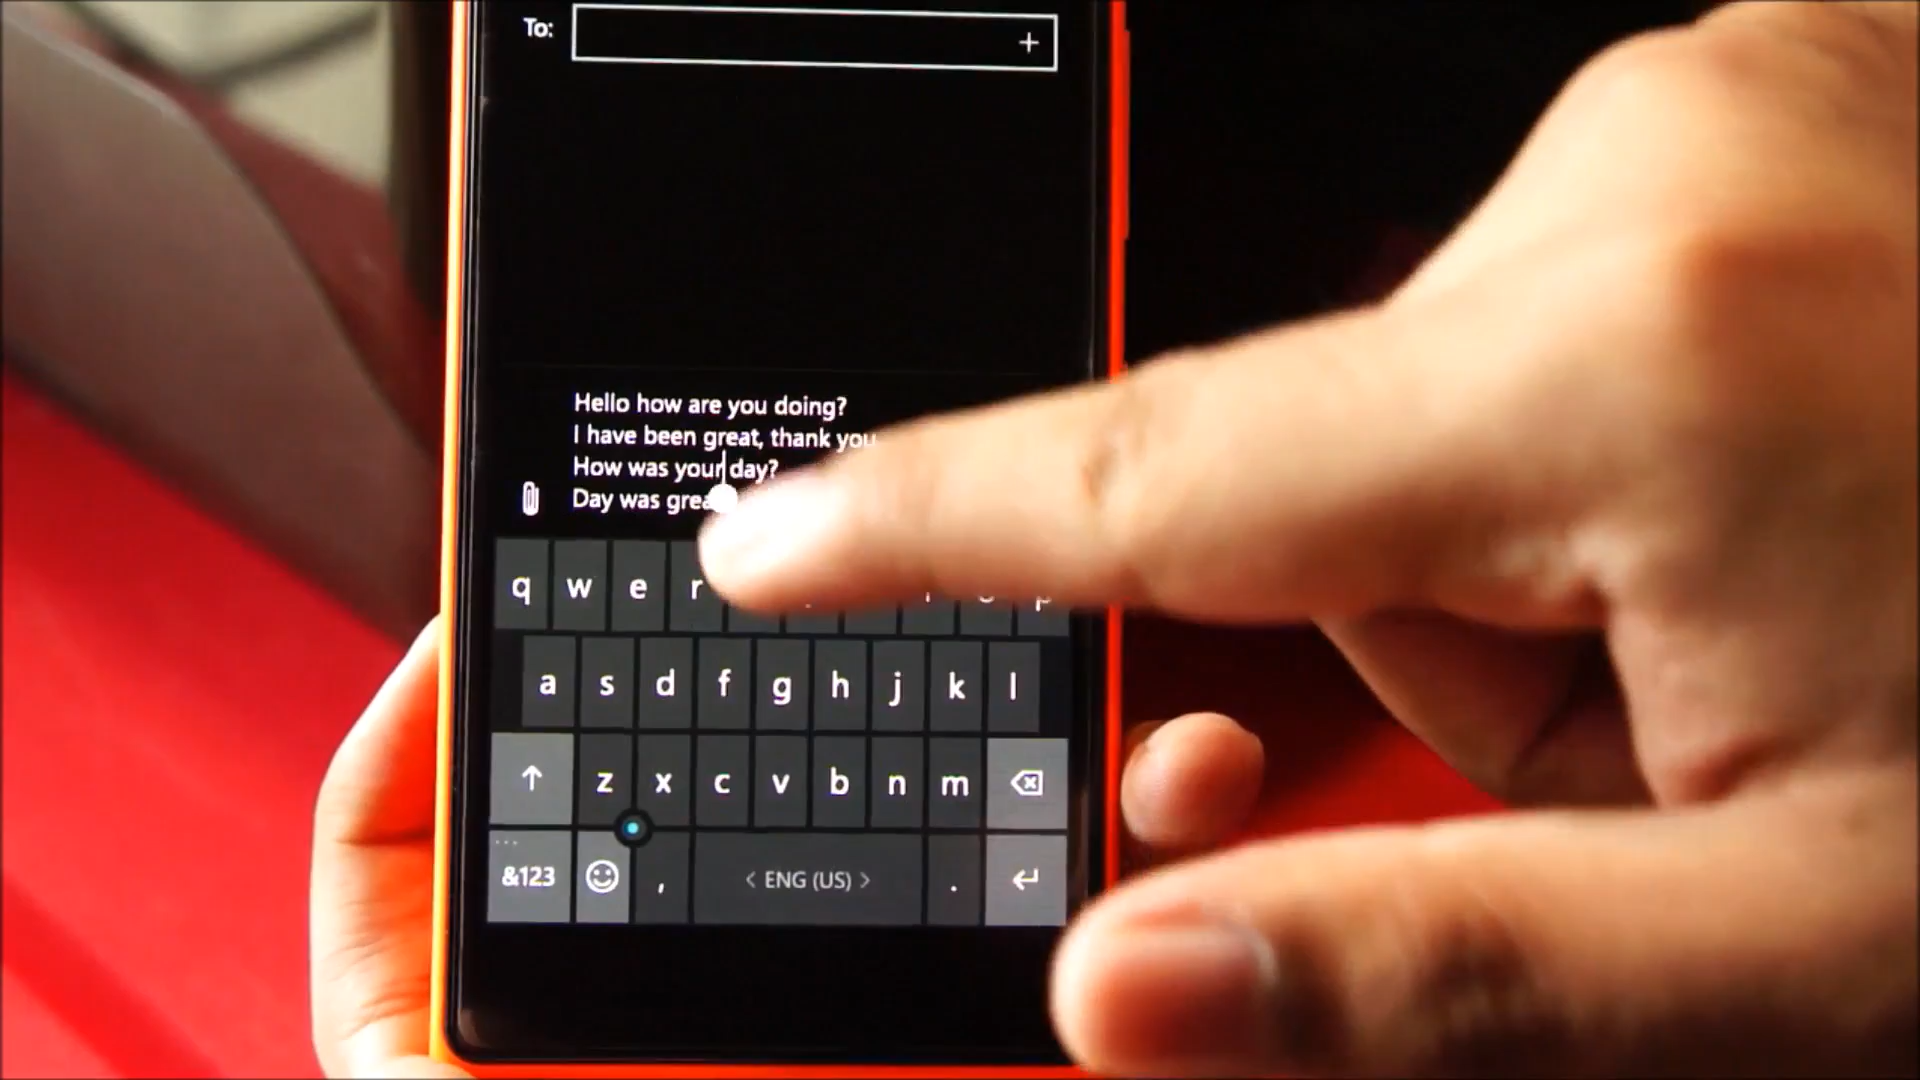 To: +
Hello how are you doing?
I have been great, thank you
How was your day?
Day was
q w e r
a s d f g h j k l
z x c v b n m
&123 , < ENG (US) > .